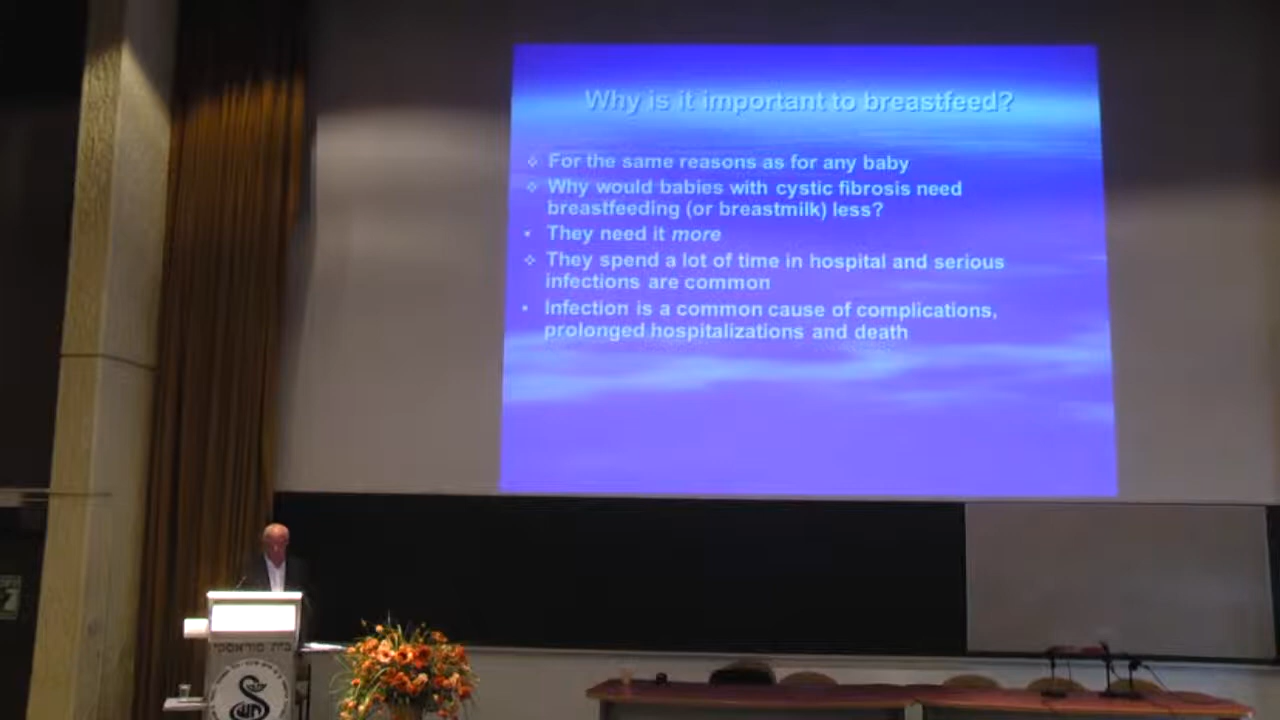 Why is it important to breastfeed?
For the same reasons as for any baby
Why would babies with cystic fibrosis need
breastfeeding (or breastmilk) less?
They need it more
They spend a lot of time in hospital and serious
infections are common
Infection is a common cause of complications,
prolonged hospitalizations and death
בית סוראסקי